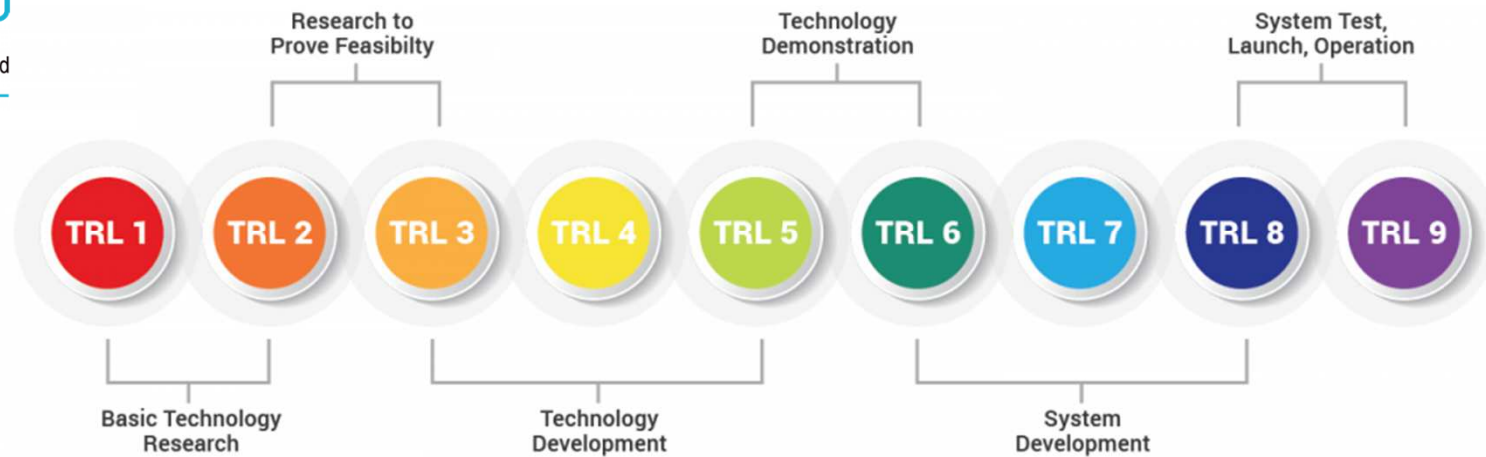 Research to
Prove Feasibilty
Technology
Demonstration
System Test,
Launch, Operation
d
TRL 1
TRL 2
TRL 3
TRL 4
TRL 5
TRL 6
TRL 7
TRL 8
TRL 9
Basic Technology
Research
Technology
Development
System
Development